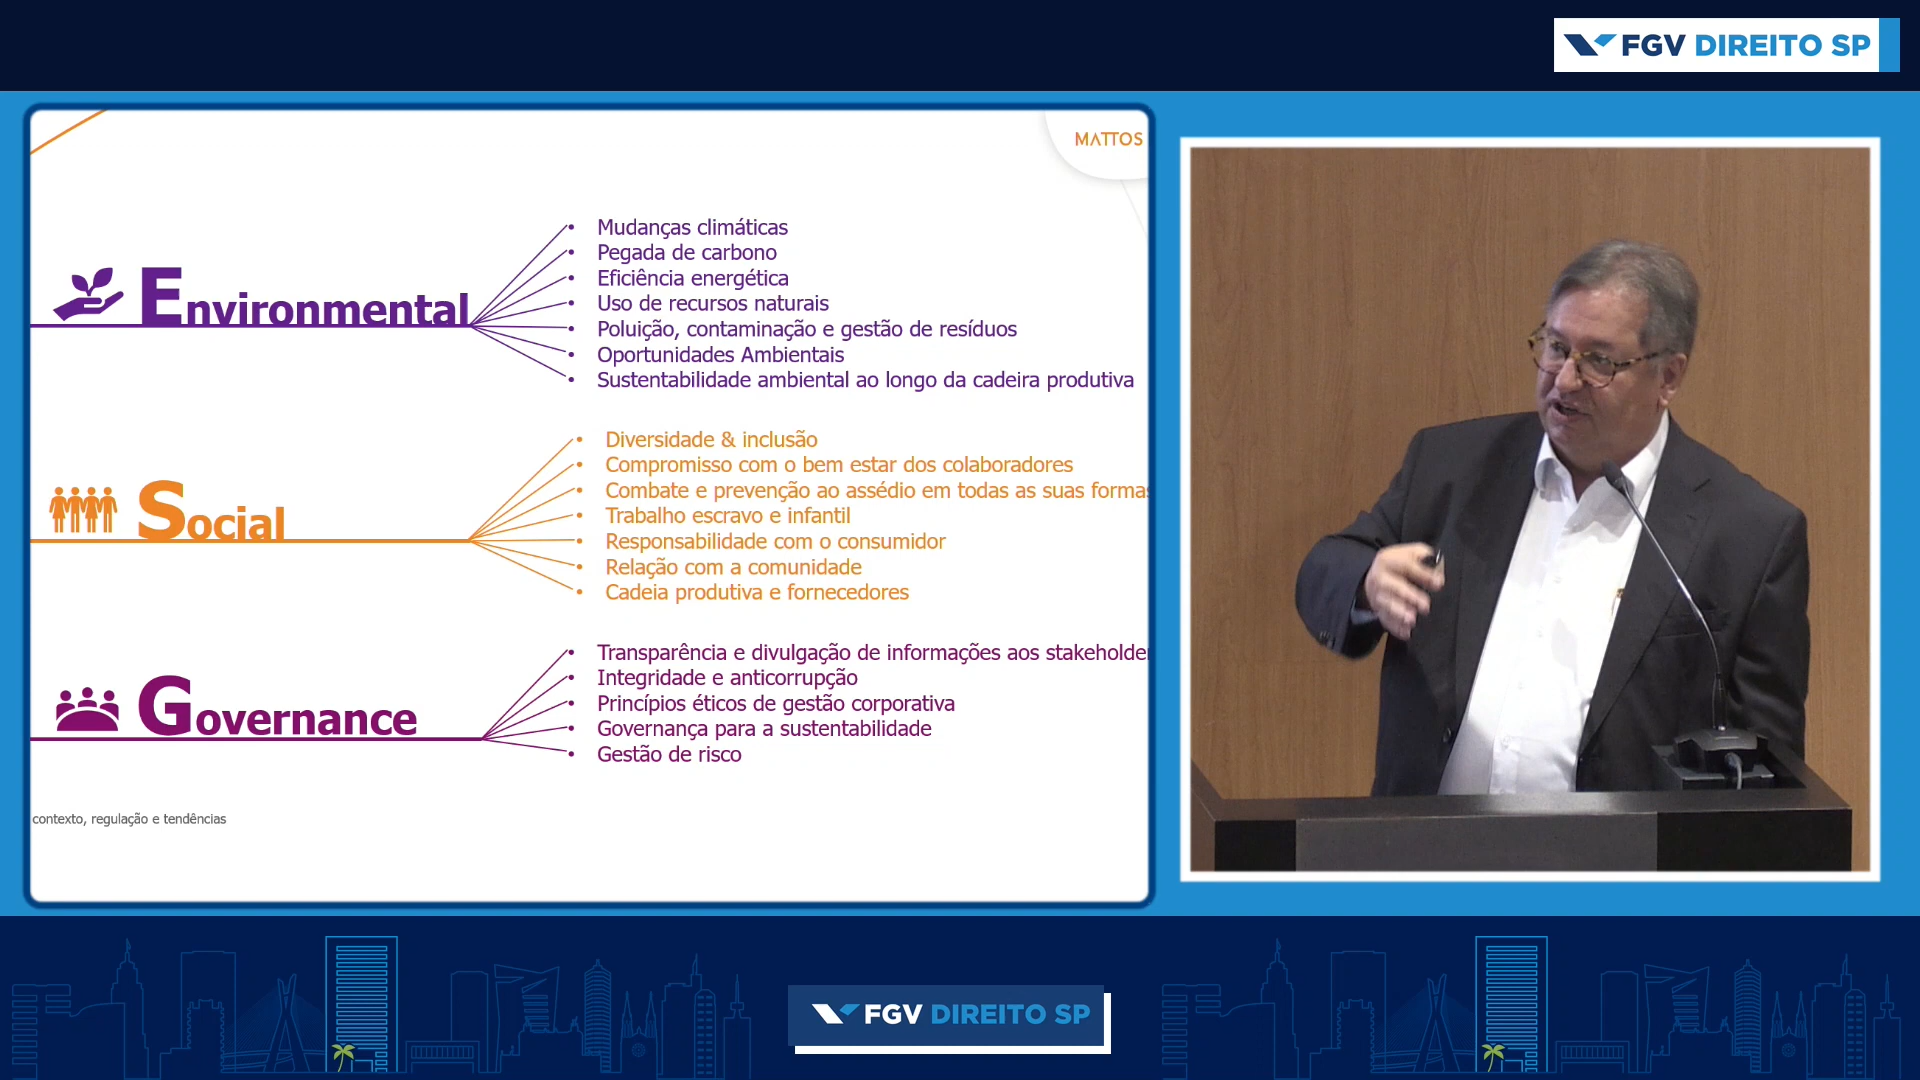 FGV DIREITO SP
MATTOS
Environmental
Mudanças climáticas
Pegada de carbono
Eficiência energética
Uso de recursos naturais
Poluição, contaminação e gestão de resíduos
Oportunidades Ambientais
Sustentabilidade ambiental ao longo da cadeira produtiva
Social
Diversidade & inclusão
Compromisso com o bem estar dos colaboradores
Combate e prevenção ao assédio em todas as suas formas
Trabalho escravo e infantil
Responsabilidade com o consumidor
Relação com a comunidade
Cadeia produtiva e fornecedores
Governance
Transparência e divulgação de informações aos stakeholder
Integridade e anticorrupção
Princípios éticos de gestão corporativa
Governança para a sustentabilidade
Gestão de risco
contexto, regulação e tendências
FGV DIREITO SP